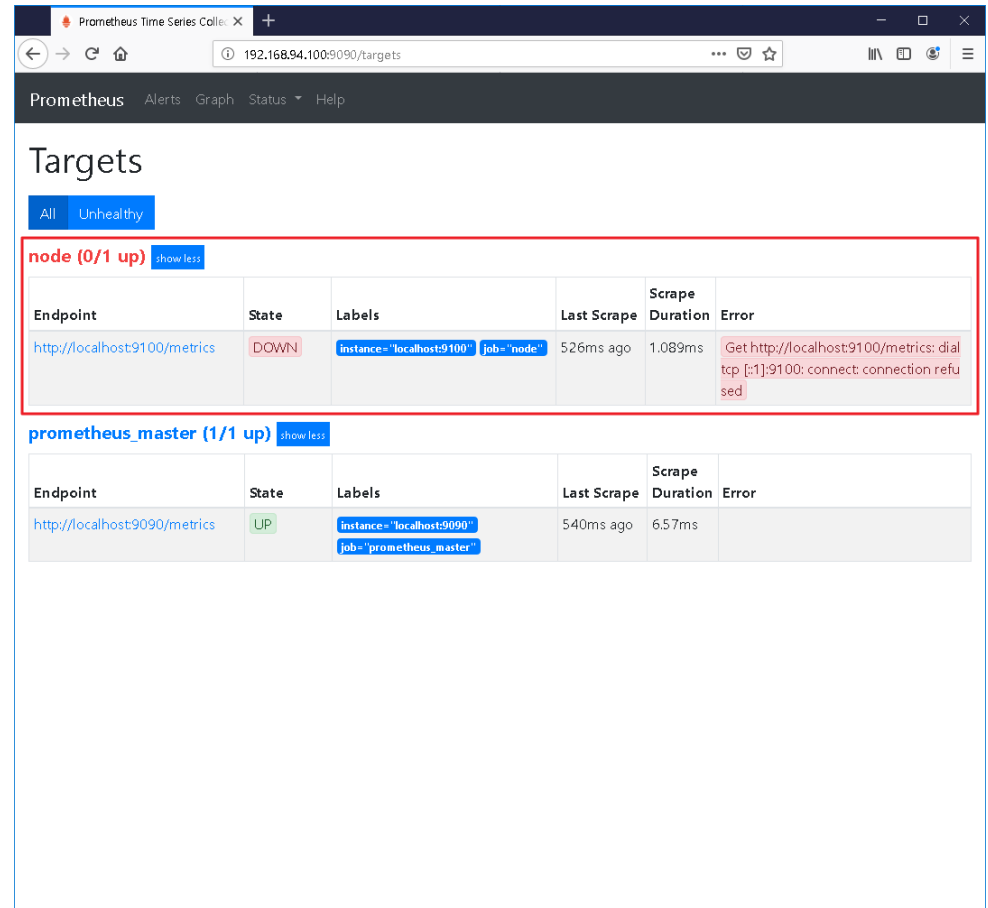 Prometheus Time Series Collec
192.168.94.100:9090/targets
Prometheus Alerts Graph Status Help
Targets
All Unhealthy
node (0/1 up) show less
Endpoint State Labels Last Scrape Scrape Duration Error
http://localhost:9100/metrics DOWN instance="localhost:9100" job="node" 526ms ago 1.089ms Get http://localhost:9100/metrics: dial
tcp [::1]:9100: connect: connection refu
sed
prometheus_master (1/1 up) show less
Endpoint State Labels Last Scrape Scrape Duration Error
http://localhost:9090/metrics UP instance="localhost:9090" 540ms ago 6.57ms
job="prometheus_master"